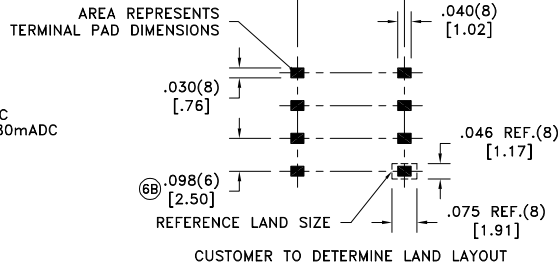 AREA REPRESENTS
TERMINAL PAD DIMENSIONS
.040(8)
[1.02]
.030(8)
[.76]
C
30mADC
.046 REF.(8)
[1.17]
6B .098(6)
[2.50]
REFERENCE LAND SIZE
.075 REF.(8)
[1.91]
CUSTOMER TO DETERMINE LAND LAYOUT